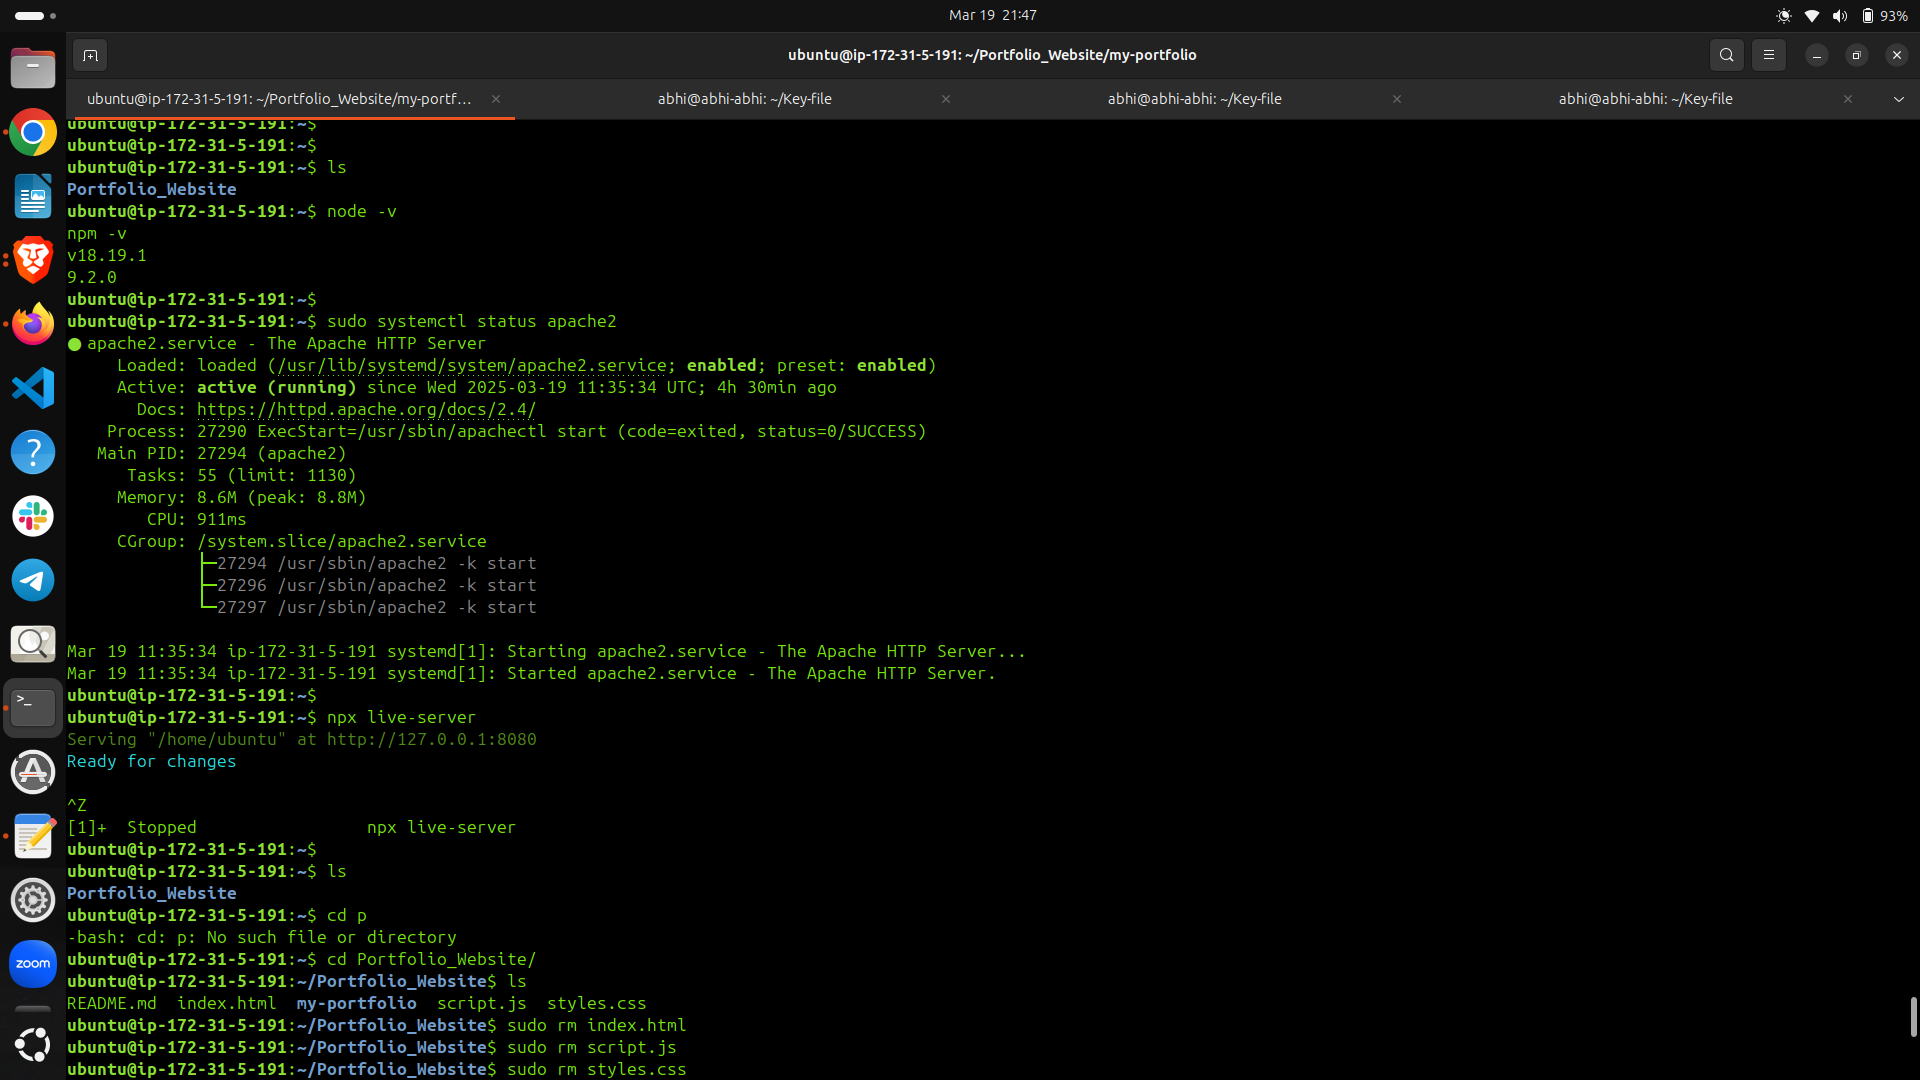 Mar 19 21:47
93%
ubuntu@ip-172-31-5-191: ~/Portfolio_Website/my-portfolio
ubuntu@ip-172-31-5-191: ~/Portfolio_Website/my-portf...
abhi@abhi-abhi: ~/Key-file
abhi@abhi-abhi: ~/Key-file
abhi@abhi-abhi: ~/Key-file
ubuntu@ip-172-31-5-191:~$
ubuntu@ip-172-31-5-191:~$
ubuntu@ip-172-31-5-191:~$ ls
Portfolio_Website
ubuntu@ip-172-31-5-191:~$ node -v
npm -v
v18.19.1
9.2.0
ubuntu@ip-172-31-5-191:~$
ubuntu@ip-172-31-5-191:~$ sudo systemctl status apache2
● apache2.service - The Apache HTTP Server
Loaded: loaded (/usr/lib/systemd/system/apache2.service; enabled; preset: enabled)
Active: active (running) since Wed 2025-03-19 11:35:34 UTC; 4h 30min ago
Docs: https://httpd.apache.org/docs/2.4/
Process: 27290 ExecStart=/usr/sbin/apachectl start (code=exited, status=0/SUCCESS)
Main PID: 27294 (apache2)
Tasks: 55 (limit: 1130)
Memory: 8.6M (peak: 8.8M)
CPU: 911ms
CGroup: /system.slice/apache2.service
├─27294 /usr/sbin/apache2 -k start
├─27296 /usr/sbin/apache2 -k start
└─27297 /usr/sbin/apache2 -k start
Mar 19 11:35:34 ip-172-31-5-191 systemd[1]: Starting apache2.service - The Apache HTTP Server...
Mar 19 11:35:34 ip-172-31-5-191 systemd[1]: Started apache2.service - The Apache HTTP Server.
ubuntu@ip-172-31-5-191:~$
ubuntu@ip-172-31-5-191:~$ npx live-server
Serving "/home/ubuntu" at http://127.0.0.1:8080
Ready for changes
^Z
[1]+  Stopped                 npx live-server
ubuntu@ip-172-31-5-191:~$
ubuntu@ip-172-31-5-191:~$ ls
Portfolio_Website
ubuntu@ip-172-31-5-191:~$ cd p
-bash: cd: p: No such file or directory
ubuntu@ip-172-31-5-191:~$ cd Portfolio_Website/
ubuntu@ip-172-31-5-191:~/Portfolio_Website$ ls
README.md  index.html  my-portfolio  script.js  styles.css
ubuntu@ip-172-31-5-191:~/Portfolio_Website$ sudo rm index.html
ubuntu@ip-172-31-5-191:~/Portfolio_Website$ sudo rm script.js
ubuntu@ip-172-31-5-191:~/Portfolio_Website$ sudo rm styles.css
zoom